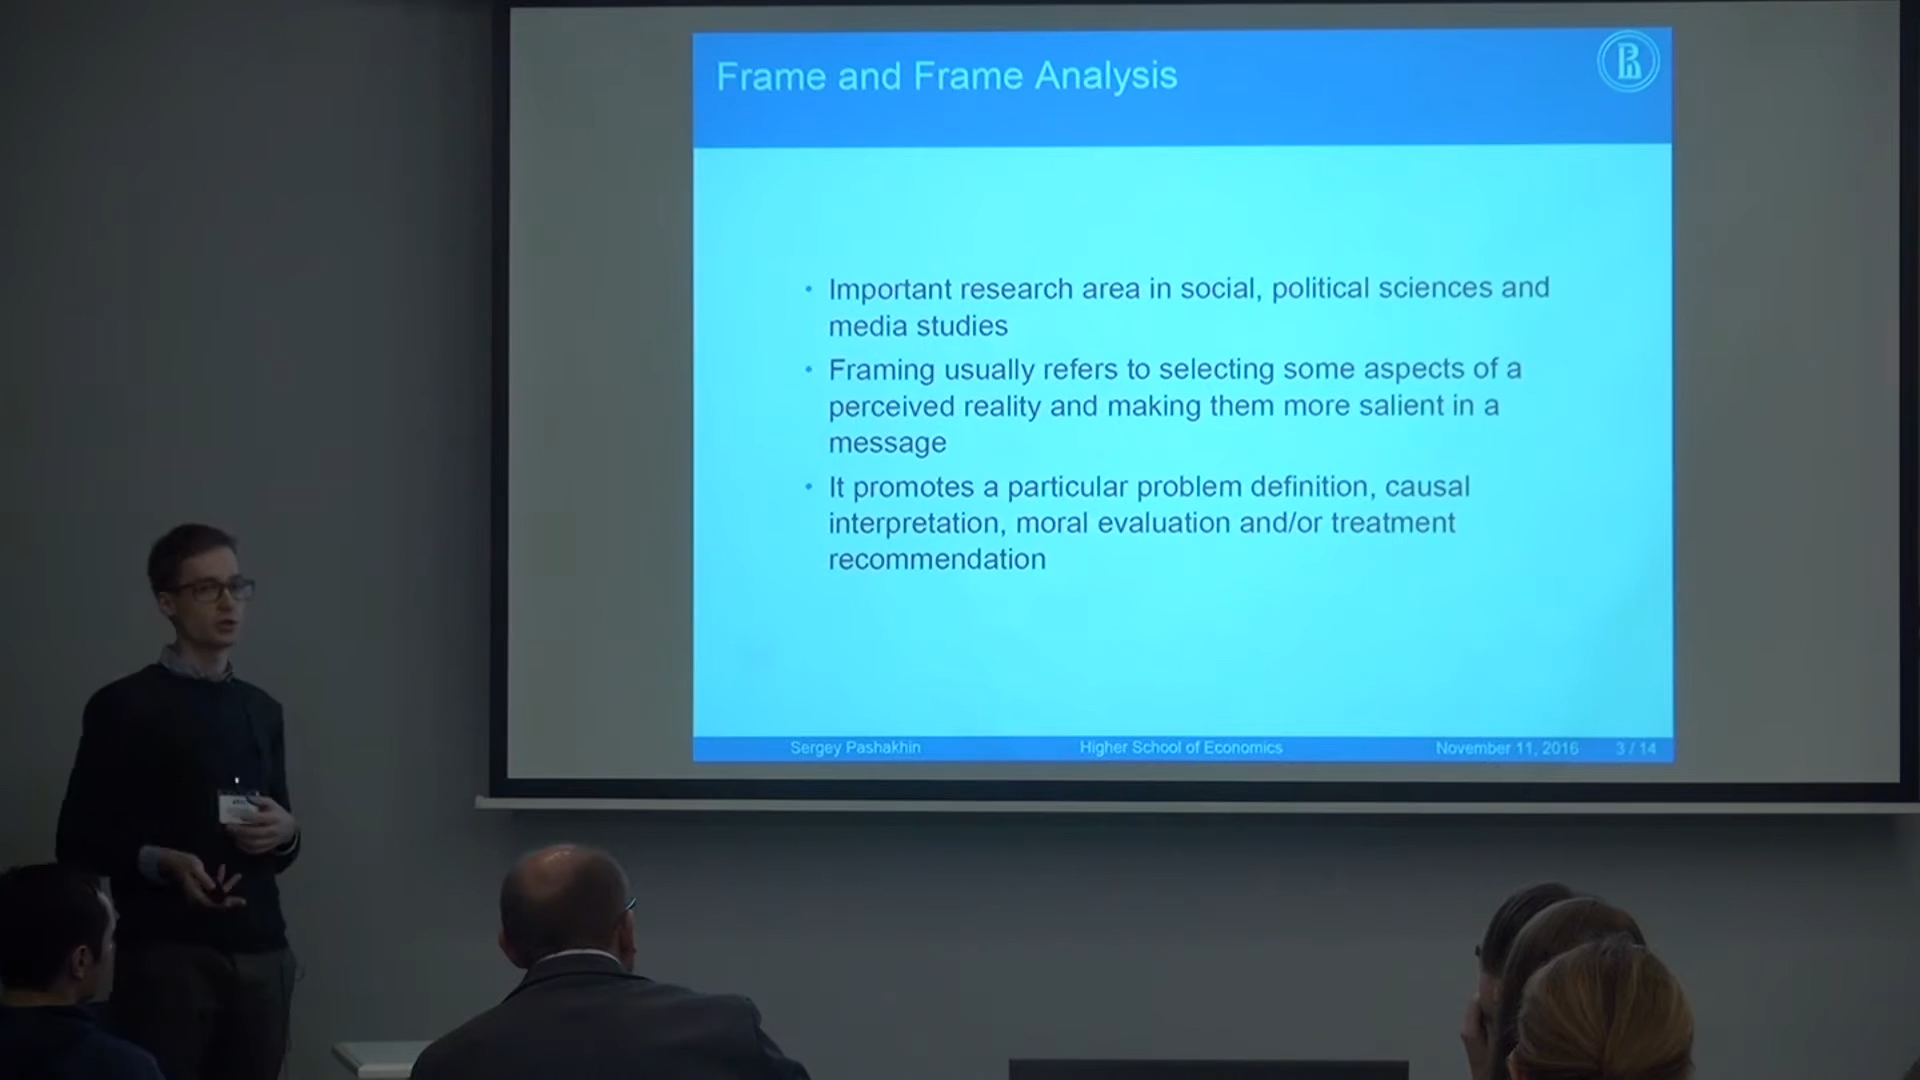 Frame and Frame Analysis
• Important research area in social, political sciences and
media studies
• Framing usually refers to selecting some aspects of a
perceived reality and making them more salient in a
message
• It promotes a particular problem definition, causal
interpretation, moral evaluation and/or treatment
recommendation
Sergey Pashakhin Higher School of Economics November 11, 2016 3 / 14